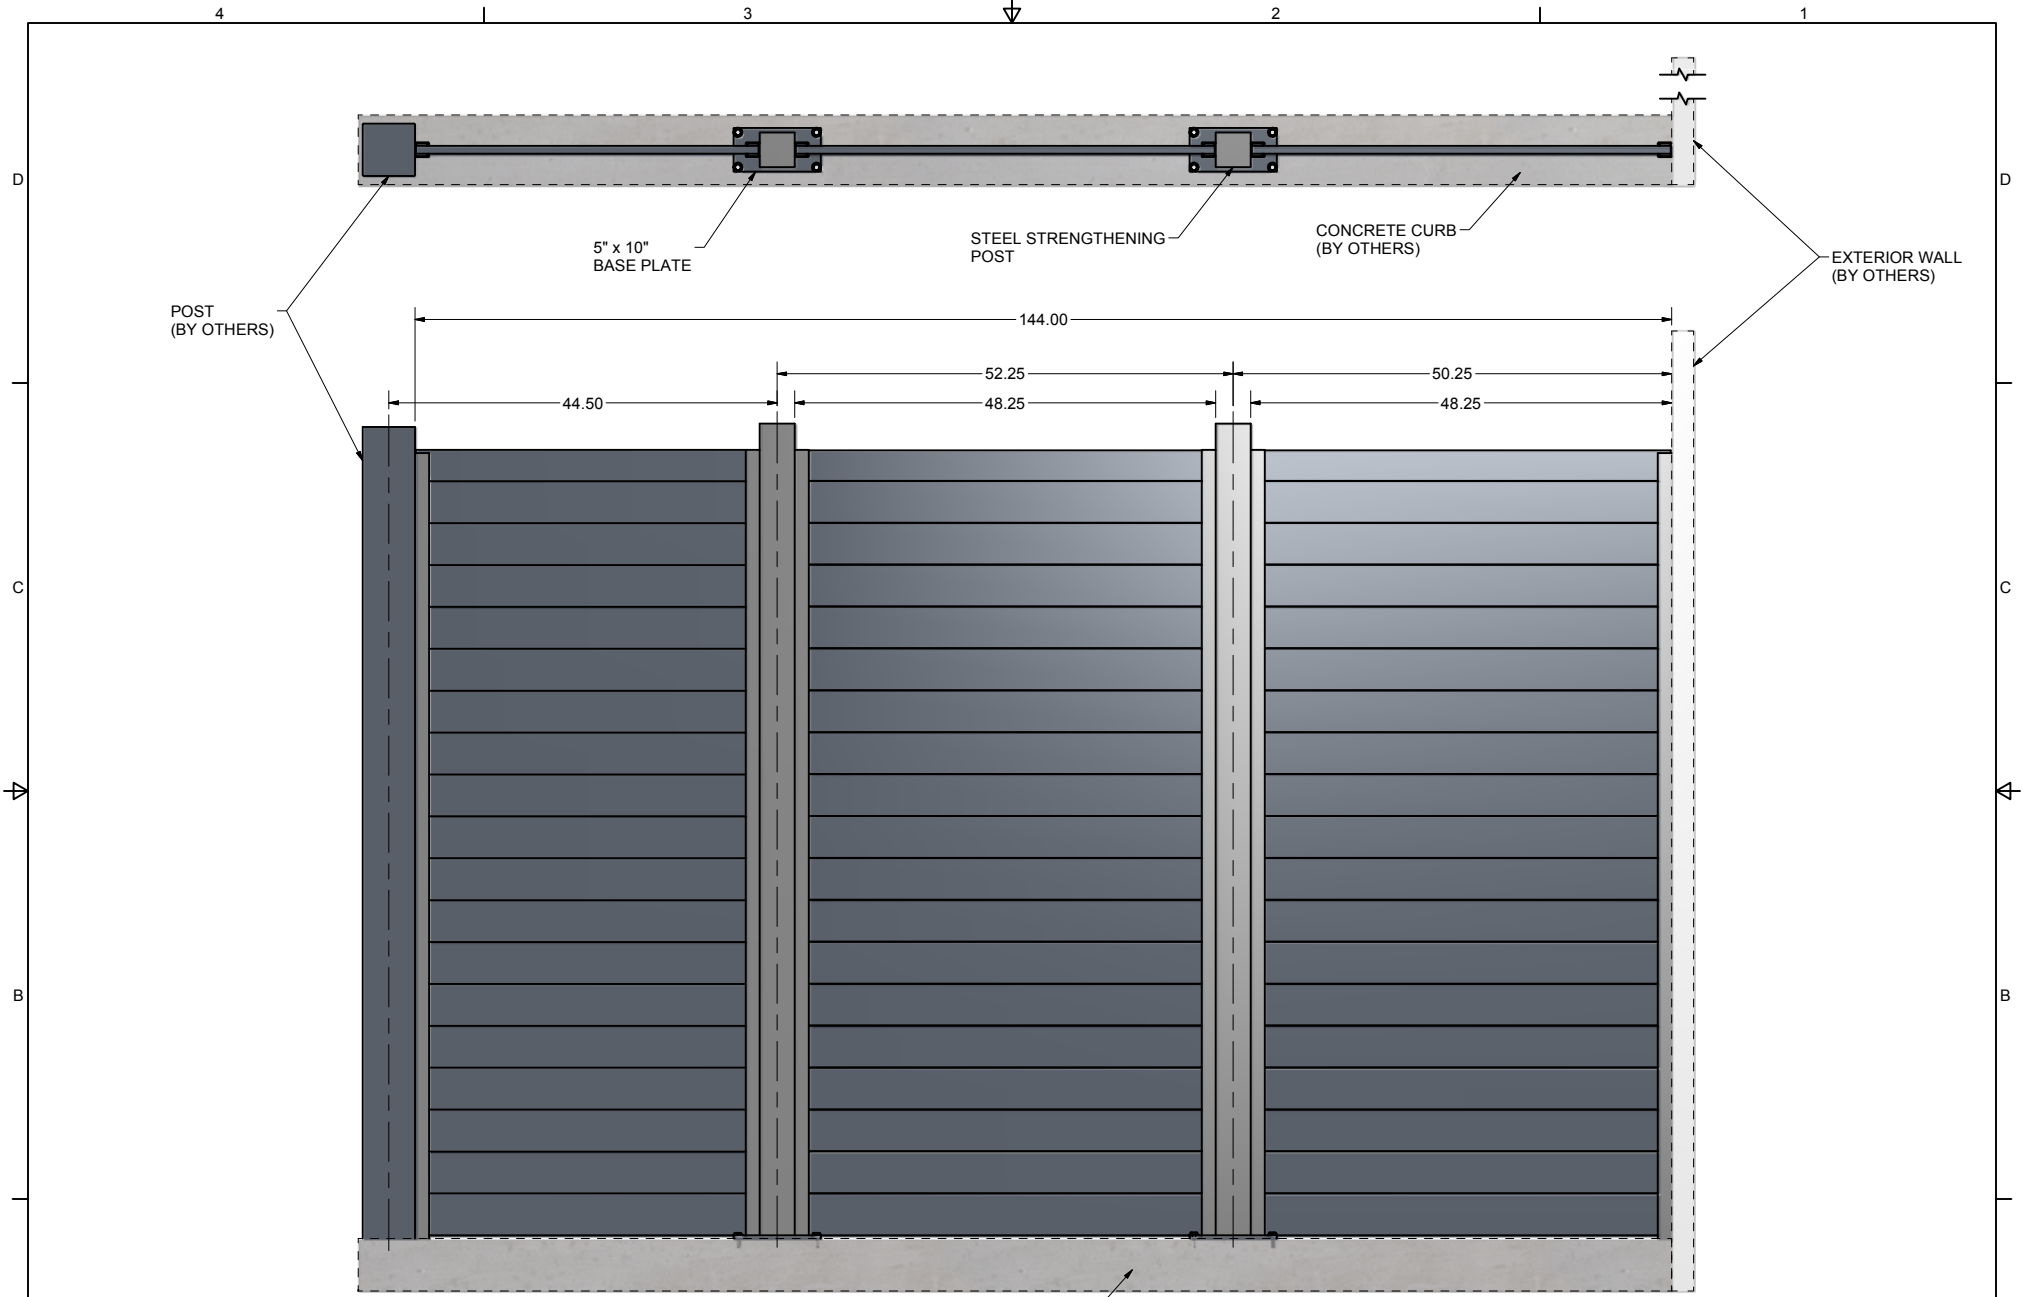 4
3
2
1
D
D
5" x 10"
BASE PLATE
STEEL STRENGTHENING
POST
CONCRETE CURB
(BY OTHERS)
EXTERIOR WALL
(BY OTHERS)
POST
(BY OTHERS)
144.00
52.25
50.25
44.50
48.25
48.25
C
C
B
B